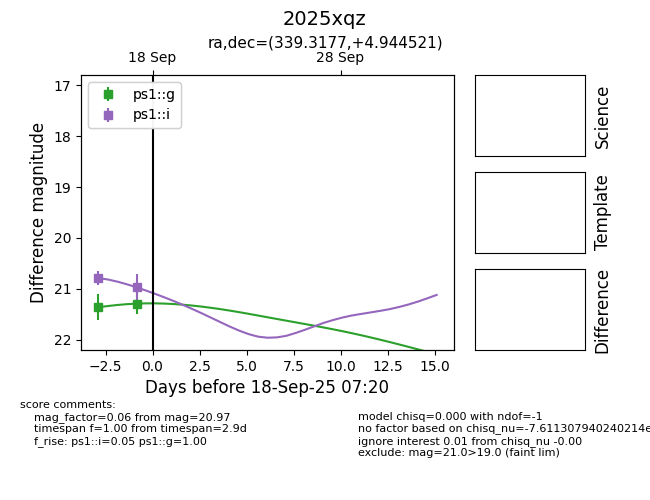 2025xqz
ra,dec=(339.3177,+4.944521)
18 Sep
28 Sep
ps1::g
ps1::i
17
18
19
20
21
22
Difference magnitude
−2.5
0.0
2.5
5.0
7.5
10.0
12.5
15.0
Days before 18-Sep-25 07:20
Science
Template
Difference
score comments:
mag_factor=0.06 from mag=20.97
timespan f=1.00 from timespan=2.9d
f_rise: ps1::i=0.05 ps1::g=1.00
model chisq=0.000 with ndof=-1
no factor based on chisq_nu=-7.611307940240214e
ignore interest 0.01 from chisq_nu -0.00
exclude: mag=21.0>19.0 (faint lim)